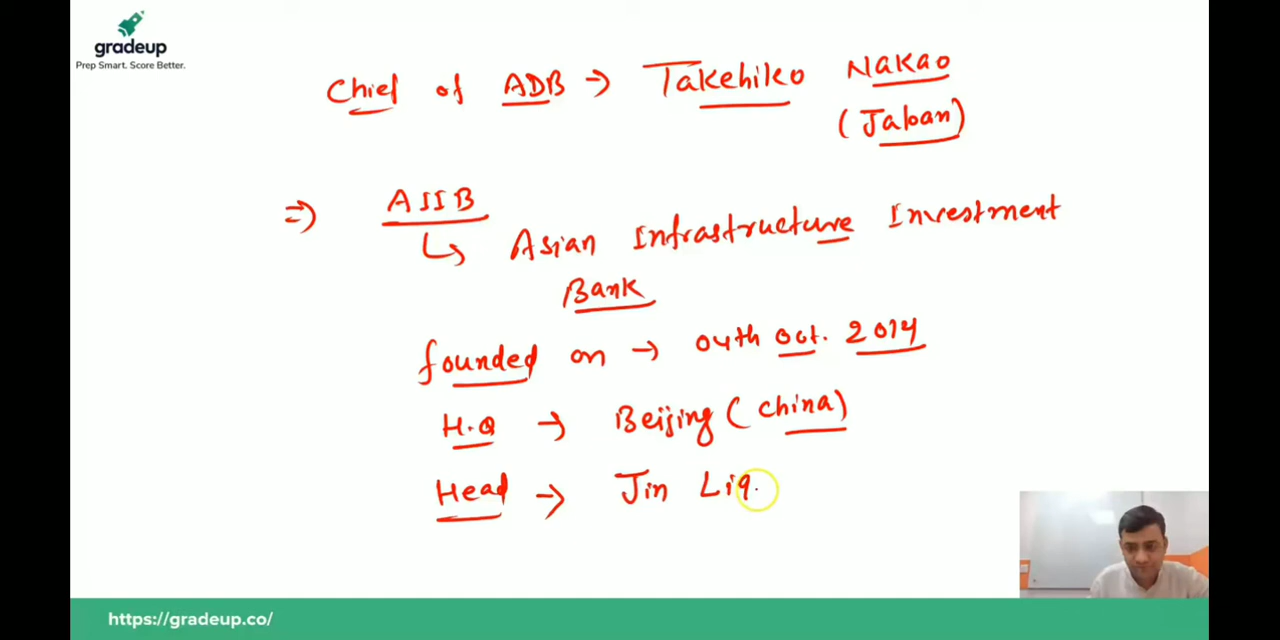 gradeup
Prep Smart. Score Better.
Chief of ADB → Takehiko Nakao
(Japan)
⇒ AIIB
↳ Asian Infrastructure Investment
Bank
founded on → 04th Oct. 2014
H.Q → Beijing (China)
Head → Jin Liq.
https://gradeup.co/